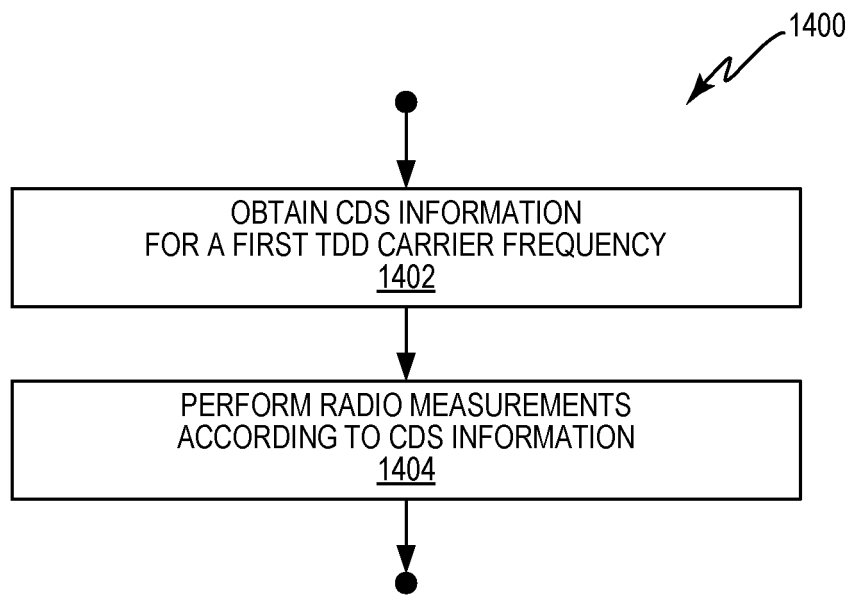 1400
OBTAIN CDS INFORMATION
FOR A FIRST TDD CARRIER FREQUENCY
1402
PERFORM RADIO MEASUREMENTS
ACCORDING TO CDS INFORMATION
1404